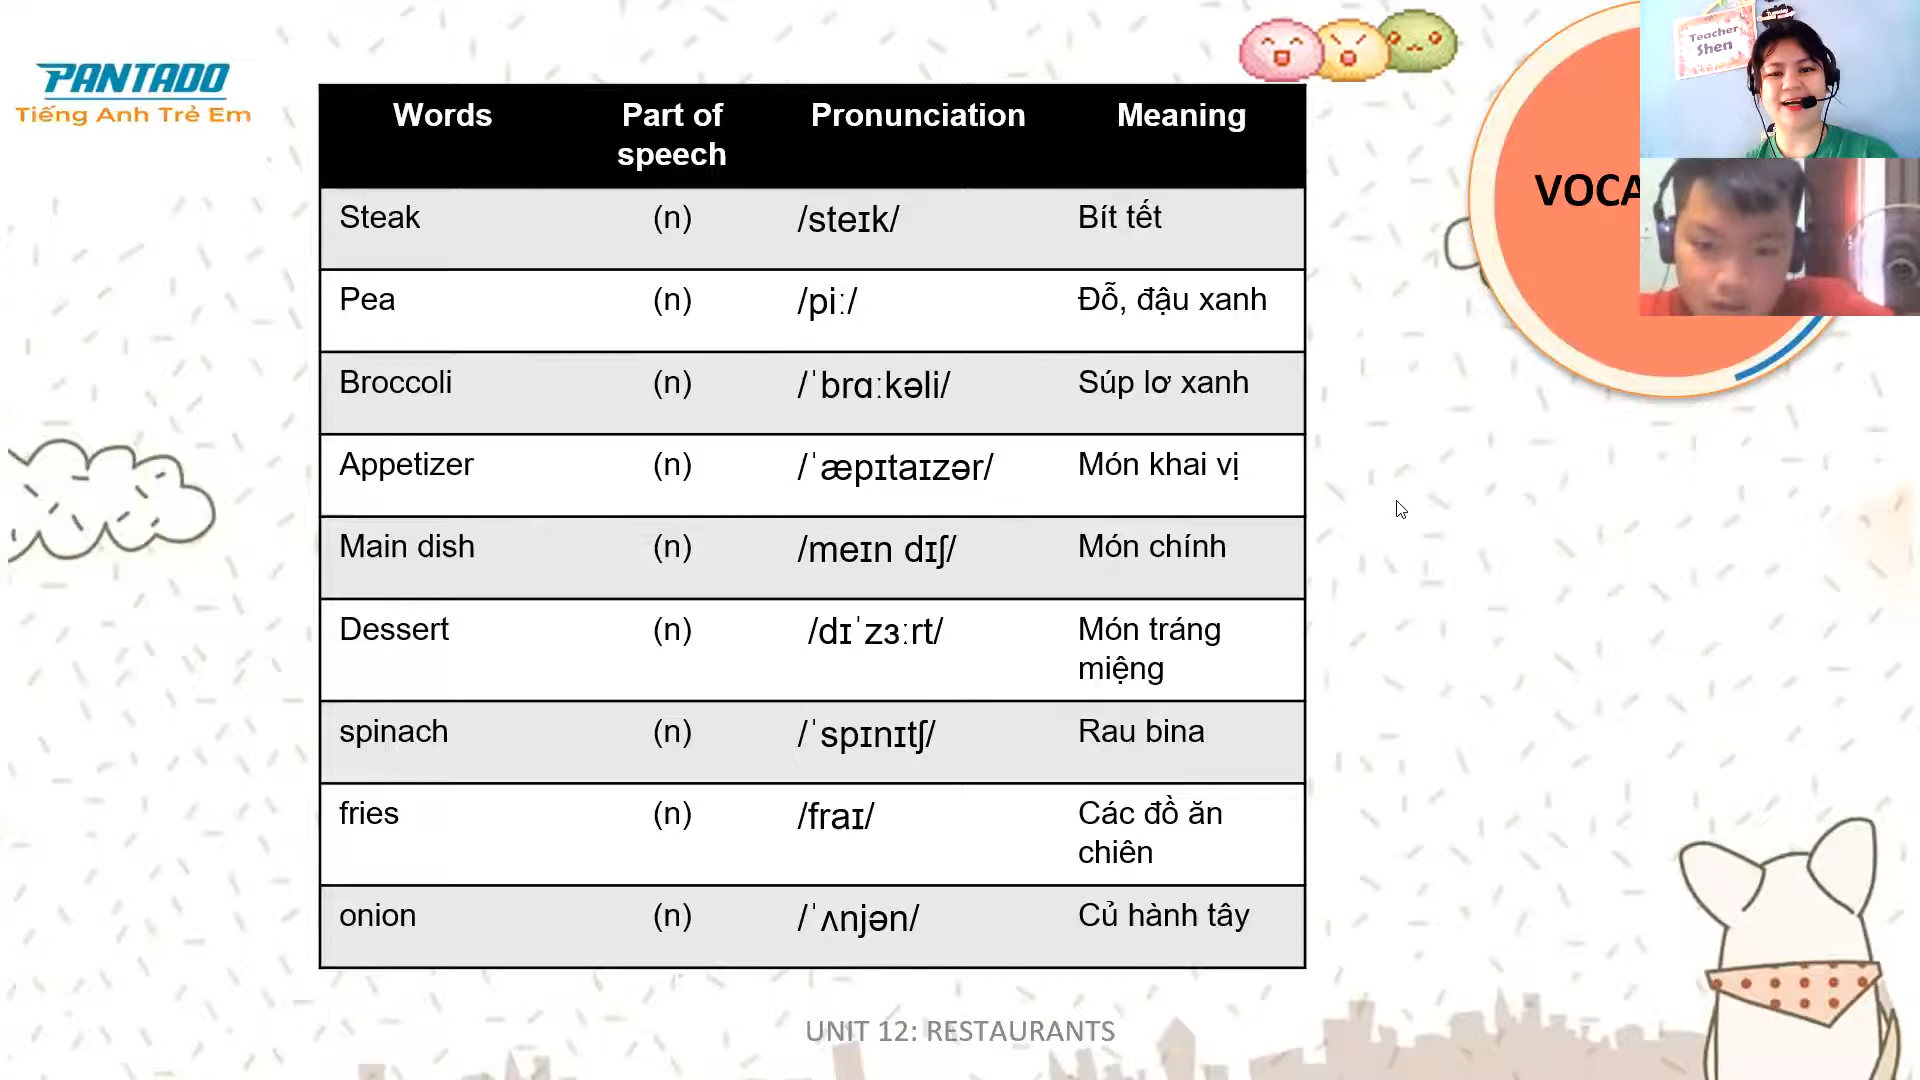 PANTADO
Tiếng Anh Trẻ Em
Teacher
Shen
VOCA
Words Part of speech Pronunciation Meaning
Steak (n) /steɪk/ Bít tết
Pea (n) /piː/ Đỗ, đậu xanh
Broccoli (n) /ˈbrɑːkəli/ Súp lơ xanh
Appetizer (n) /ˈæpɪtaɪzər/ Món khai vị
Main dish (n) /meɪn dɪʃ/ Món chính
Dessert (n) /dɪˈzɜːrt/ Món tráng miệng
spinach (n) /ˈspɪnɪtʃ/ Rau bina
fries (n) /fraɪ/ Các đồ ăn chiên
onion (n) /ˈʌnjən/ Củ hành tây
UNIT 12: RESTAURANTS